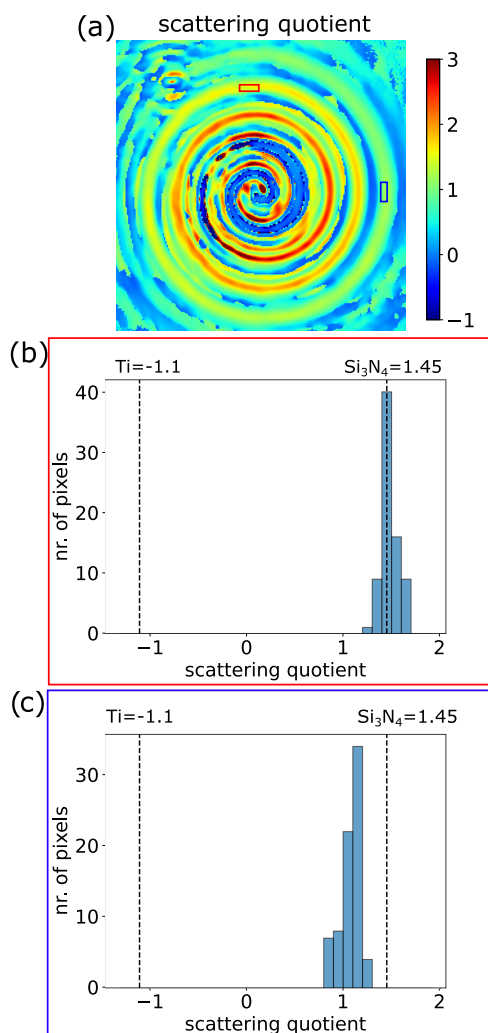 (a) scattering quotient
3
2
1
0
−1
(b)
Ti=-1.1 Si₃N₄=1.45
40
30
20
10
0
nr. of pixels
−1 0 1 2
scattering quotient
(c)
Ti=-1.1 Si₃N₄=1.45
30
20
10
0
nr. of pixels
−1 0 1 2
scattering quotient